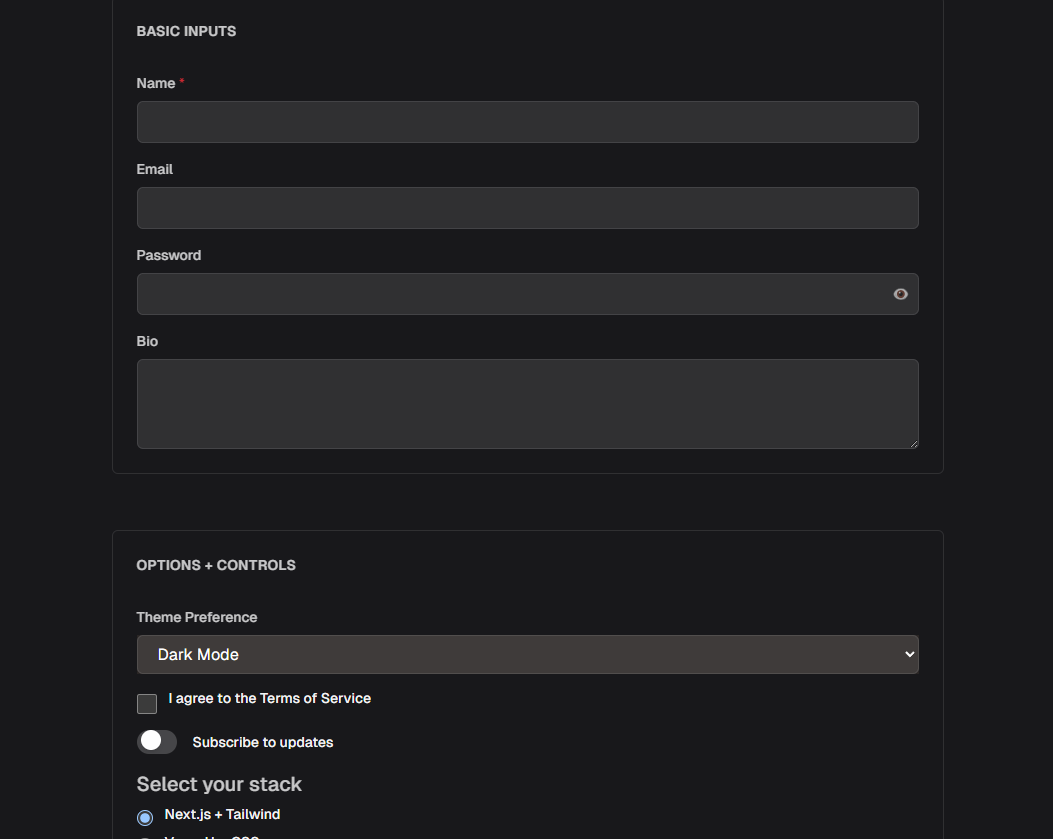 BASIC INPUTS
Name *
Email
Password
Bio
OPTIONS + CONTROLS
Theme Preference
Dark Mode
I agree to the Terms of Service
Subscribe to updates
Select your stack
Next.js + Tailwind